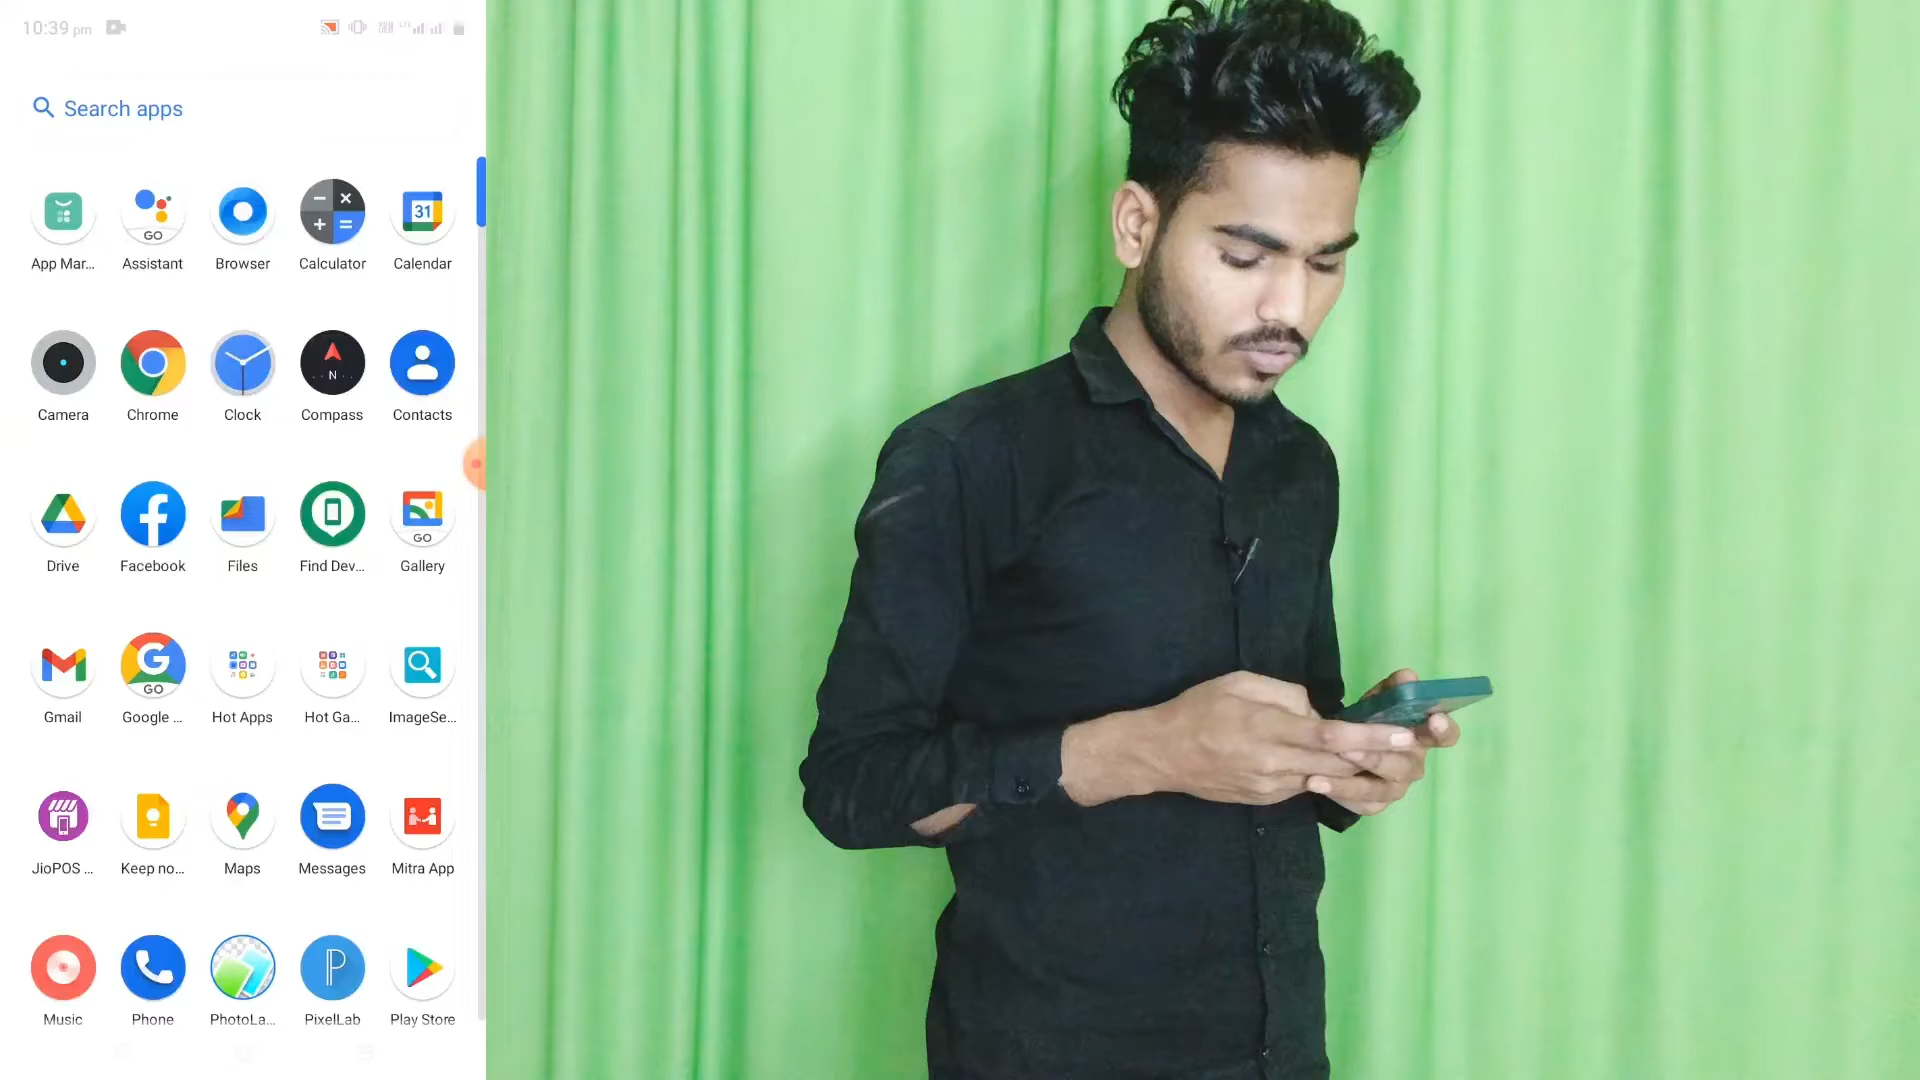 10:39 pm
Search apps
GO
31
App Mar... Assistant Browser Calculator Calendar
N
Camera Chrome Clock Compass Contacts
GO
Drive Facebook Files Find Dev... Gallery
GO
Gmail Google ... Hot Apps Hot Ga... ImageSe...
JioPOS ... Keep no... Maps Messages Mitra App
Music Phone PhotoLa... PixelLab Play Store